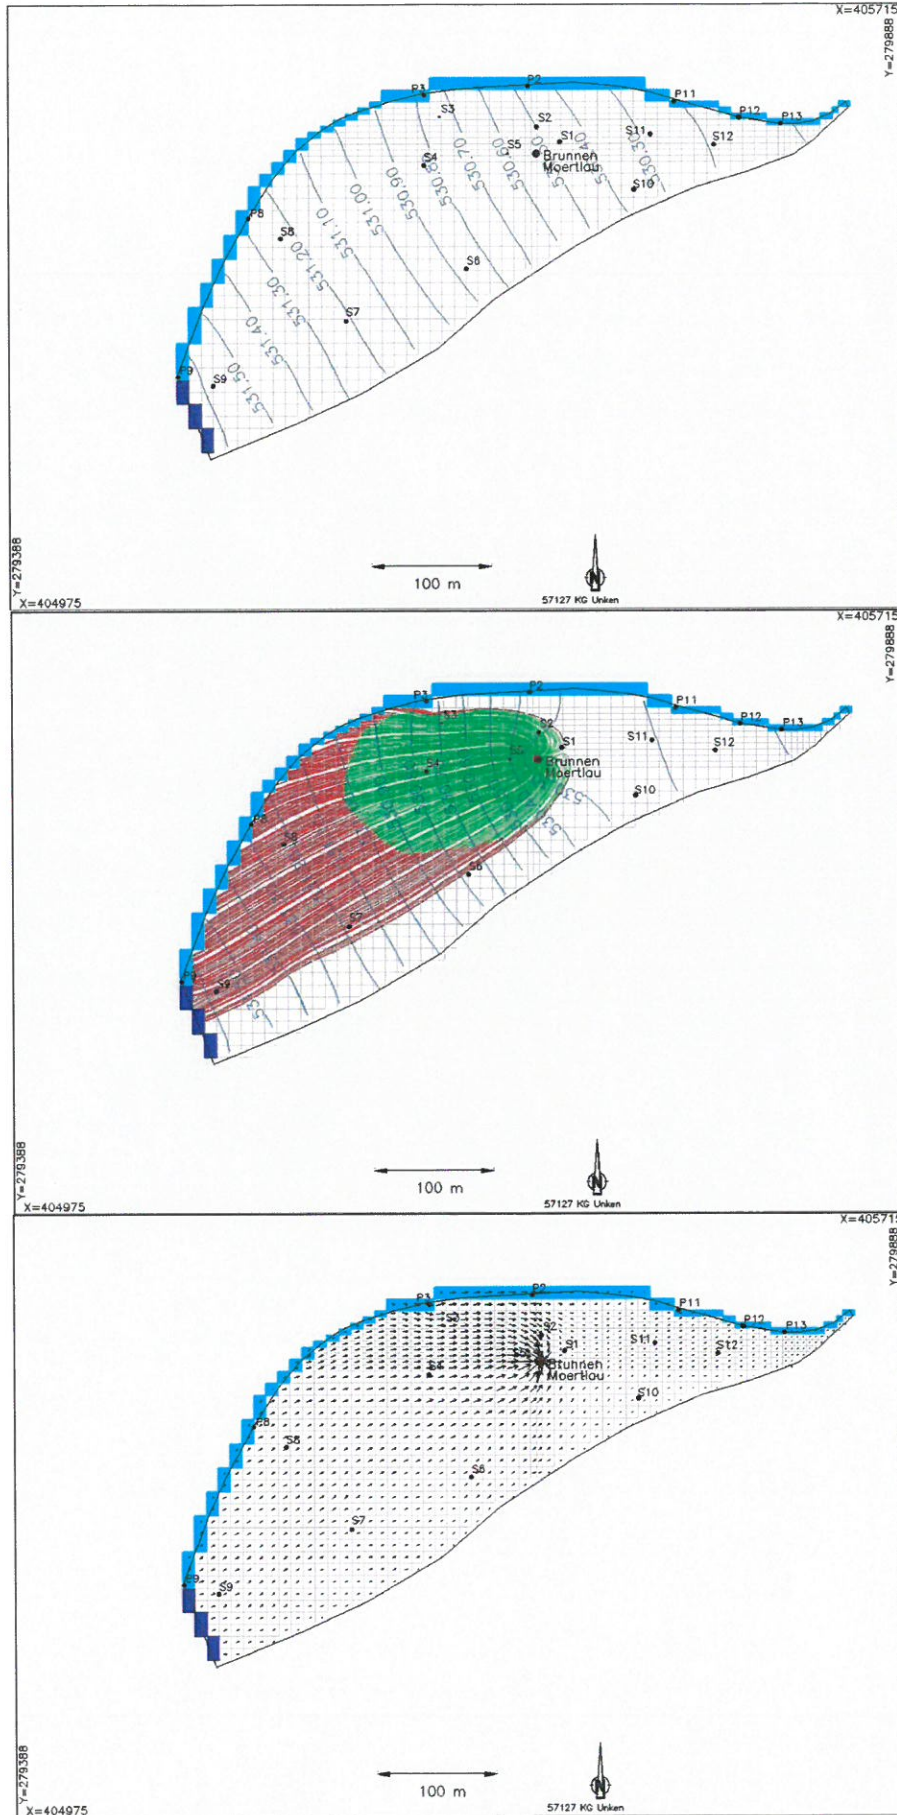 X=405715
Y=279888
P2
P3
P11
S3
P12
P13
S2
S11
S1
S12
S5
530.30
Brunnen
Moertlau
S4
530.70
530.60
530.90
S10
531.00
P8
531.10
S8
531.20
S6
531.30
S7
531.40
P9
S9
531.50
Y=279388
100 m
N
57127 KG Unken
X=404975
X=405715
Y=279888
P2
P3
P11
S3
P12
P13
S2
S11
S1
S12
S5
Brunnen
Moertlau
S4
S10
P8
S8
S6
S7
P9
S9
Y=279388
100 m
N
57127 KG Unken
X=404975
X=405715
Y=279888
P2
P3
P11
S3
P12
P13
S2
S11
S1
S12
Moertlau
S4
S10
P8
S8
S6
S7
P9
S9
Y=279388
100 m
N
57127 KG Unken
X=404975